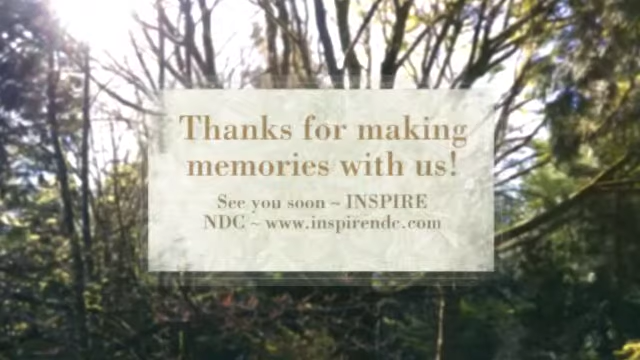 Thanks for making
memories with us!
See you soon ~ INSPIRE
NDC ~ www.inspirendc.com